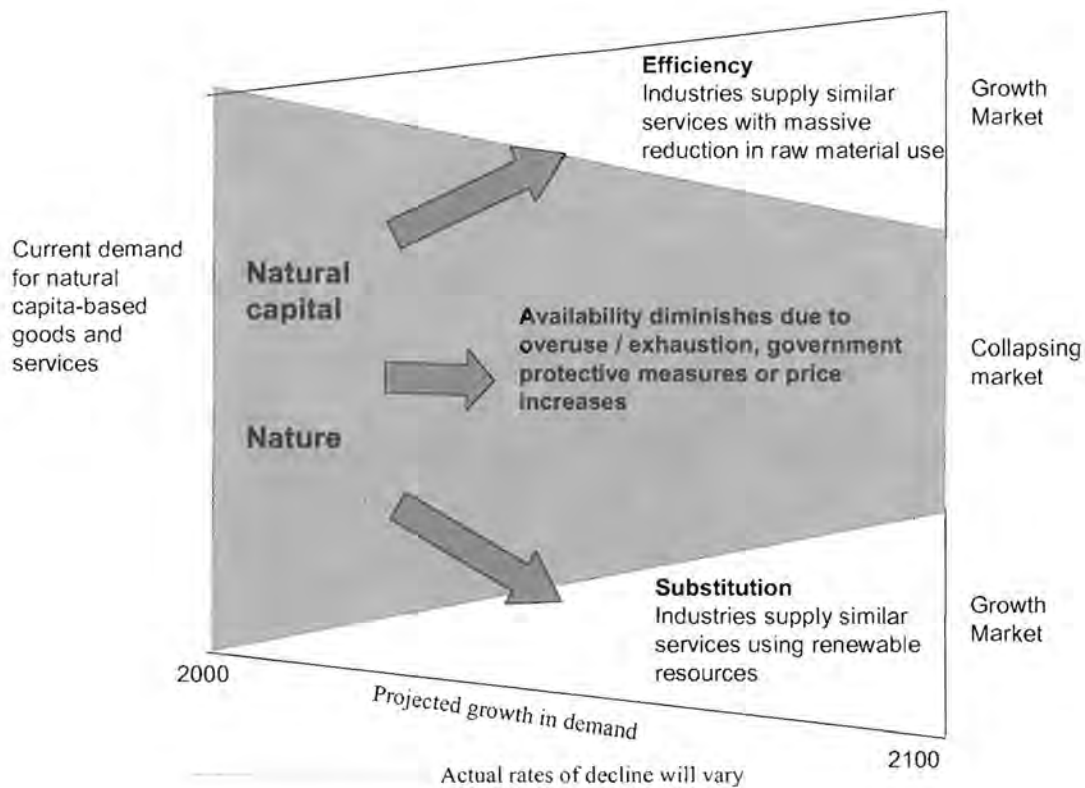 Efficiency
Industries supply similar
services with massive
reduction in raw material use
Growth
Market
Current demand
for natural
capita-based
goods and
services
Natural
capital
Nature
Availability diminishes due to
overuse / exhaustion, government
protective measures or price
increases
Collapsing
market
Substitution
Industries supply similar
services using renewable
resources
Growth
Market
2000
Projected growth in demand
2100
Actual rates of decline will vary